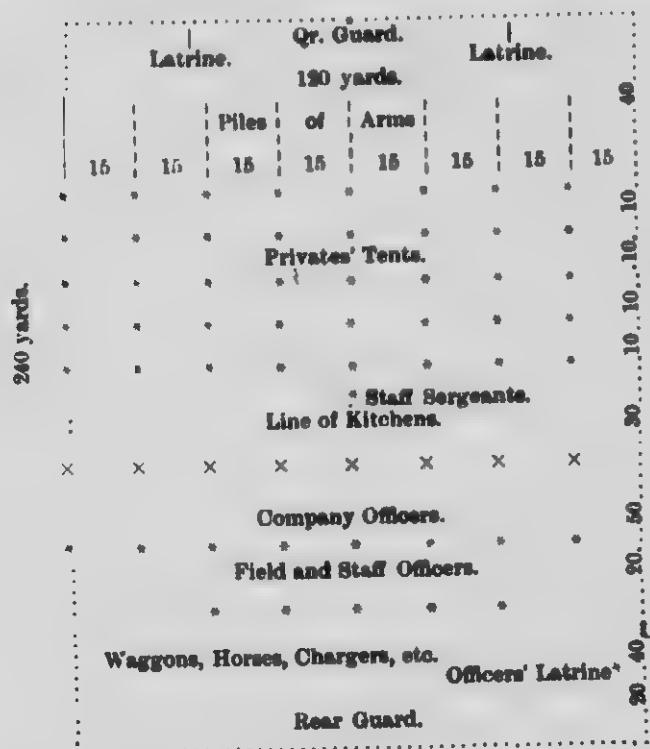 Qr. Guard.
Latrine. Latrine.
120 yards.
40
Piles of Arms
15 15 15 15 15 15 15 15
10
10
Privates' Tents.
10
10
240 yards.
Staff Sergeants.
30
Line of Kitchens.
Company Officers.
50
20
Field and Staff Officers.
Waggons, Horses, Chargers, etc.
40
Officers' Latrine
20
Rear Guard.